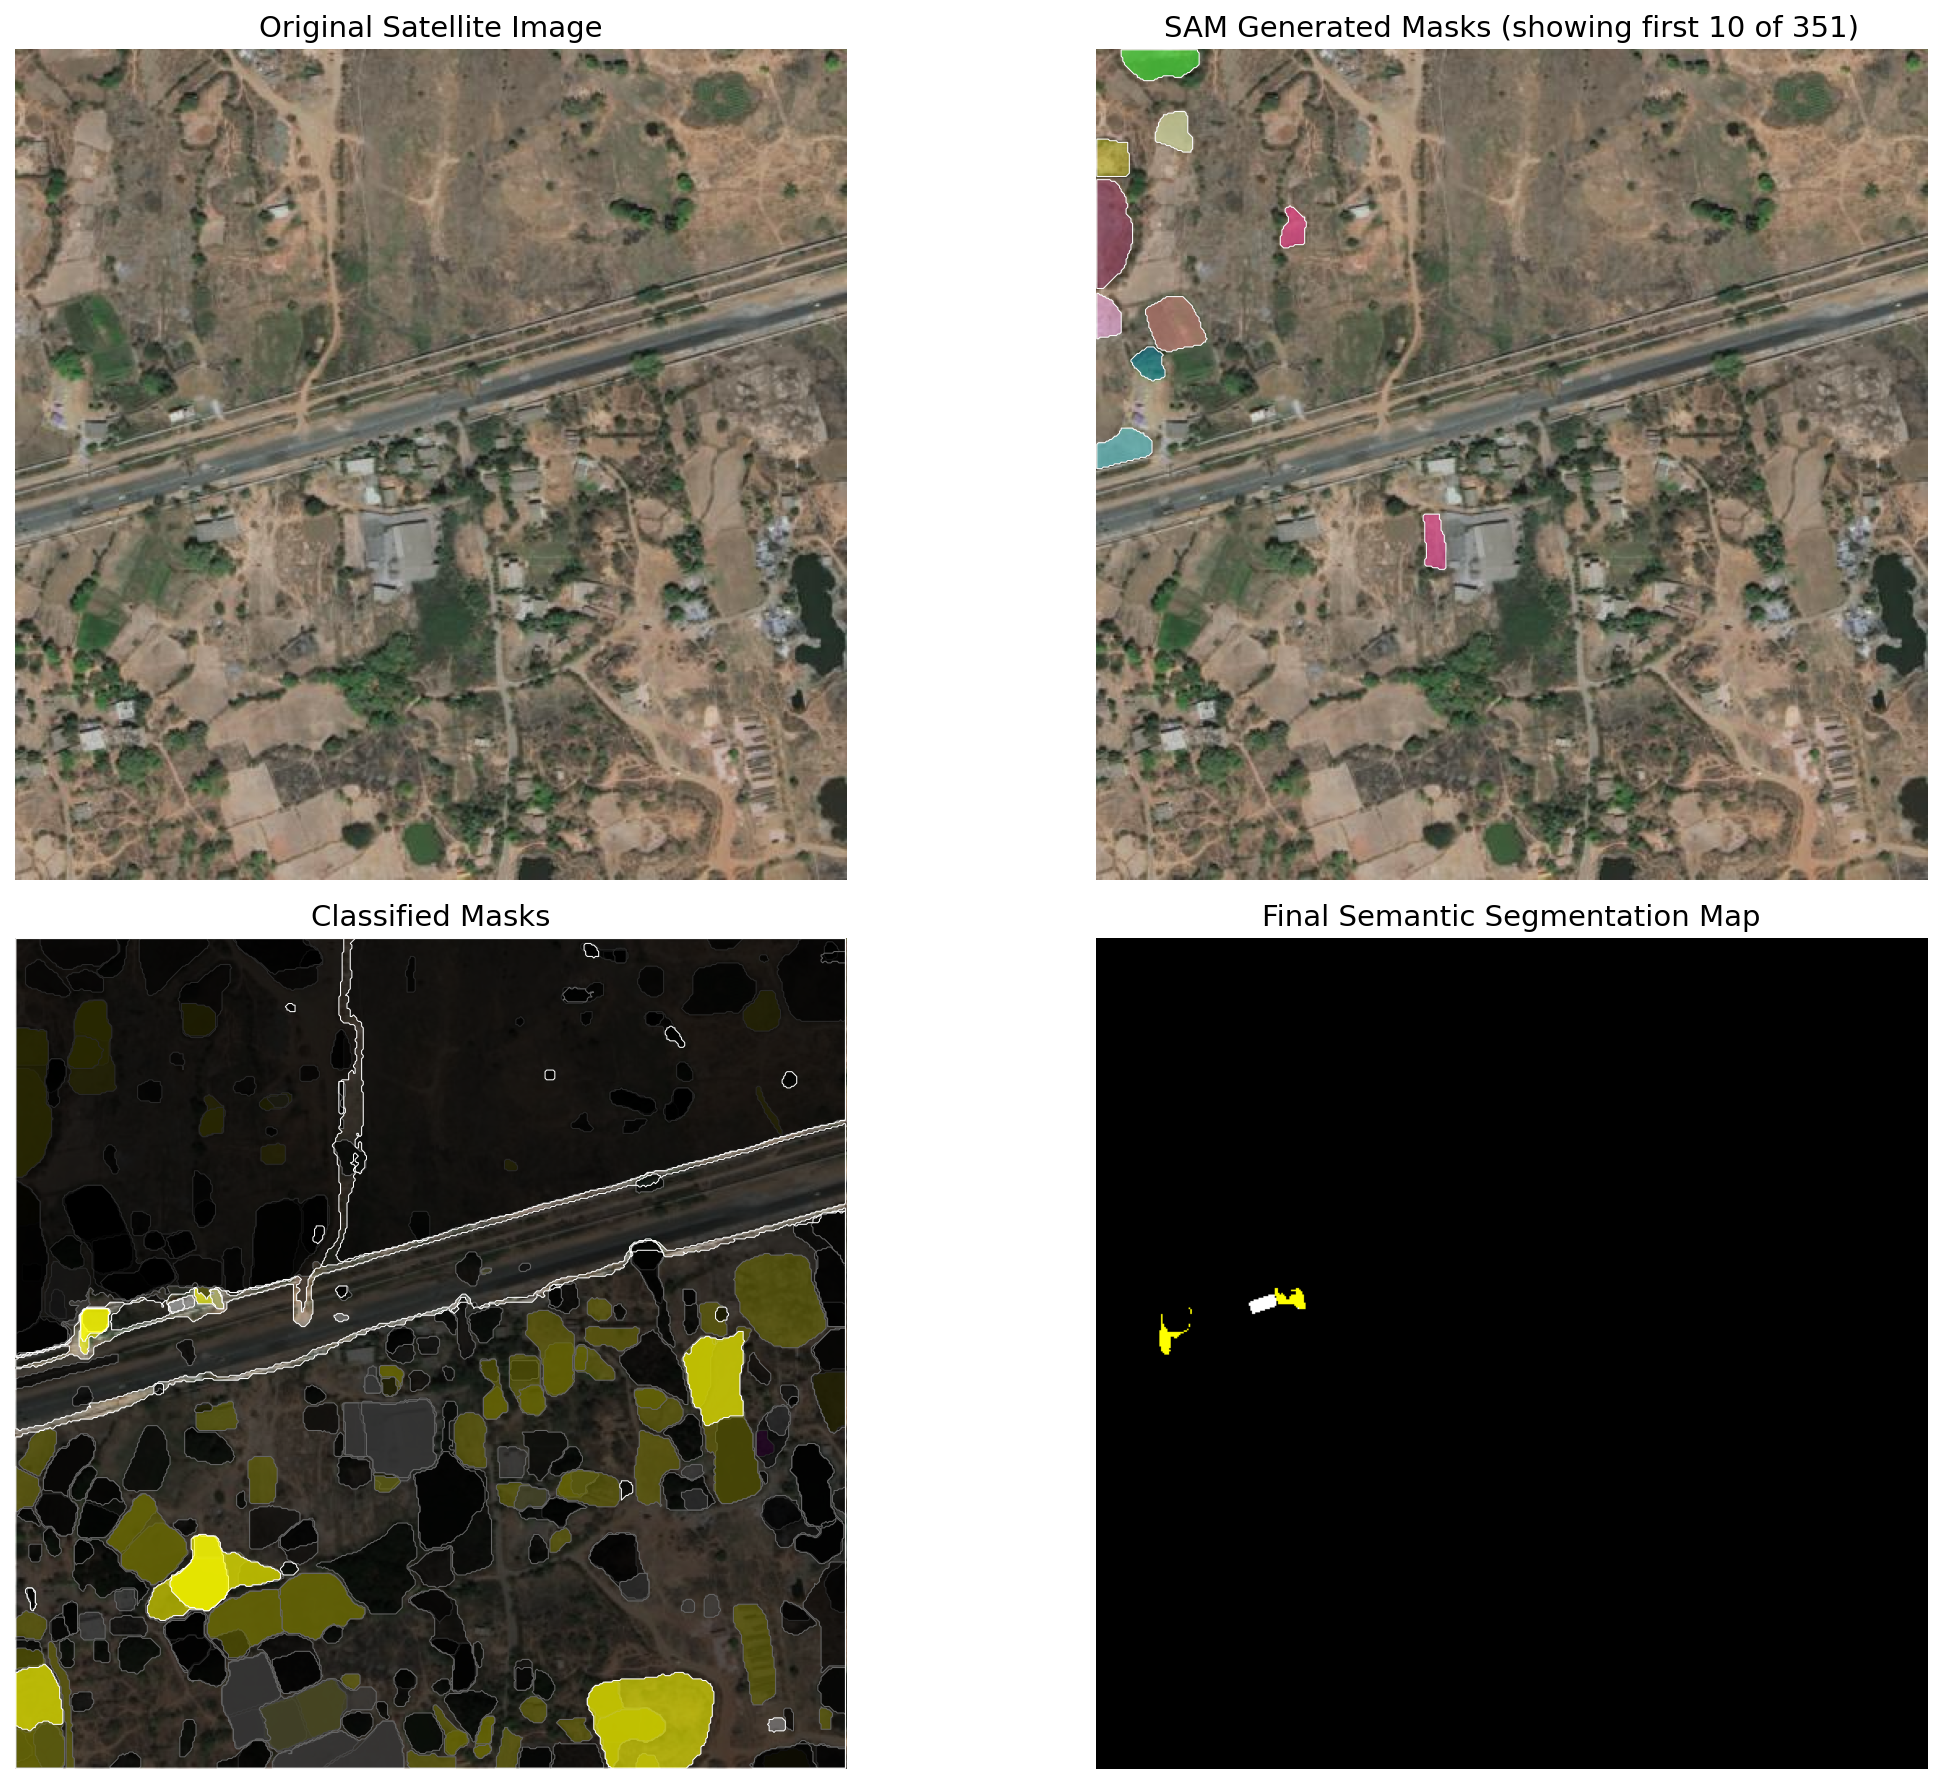 Original Satellite Image
SAM Generated Masks (showing first 10 of 351)
Classified Masks
Final Semantic Segmentation Map